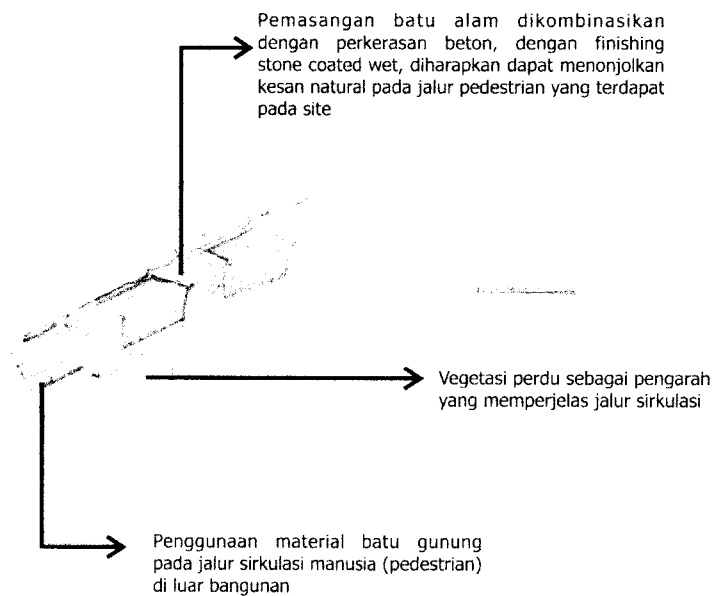 Pemasangan batu alam dikombinasikan
dengan perkerasan beton, dengan finishing
stone coated wet, diharapkan dapat menonjolkan
kesan natural pada jalur pedestrian yang terdapat
pada site
Vegetasi perdu sebagai pengarah
yang memperjelas jalur sirkulasi
Penggunaan material batu gunung
pada jalur sirkulasi manusia (pedestrian)
di luar bangunan